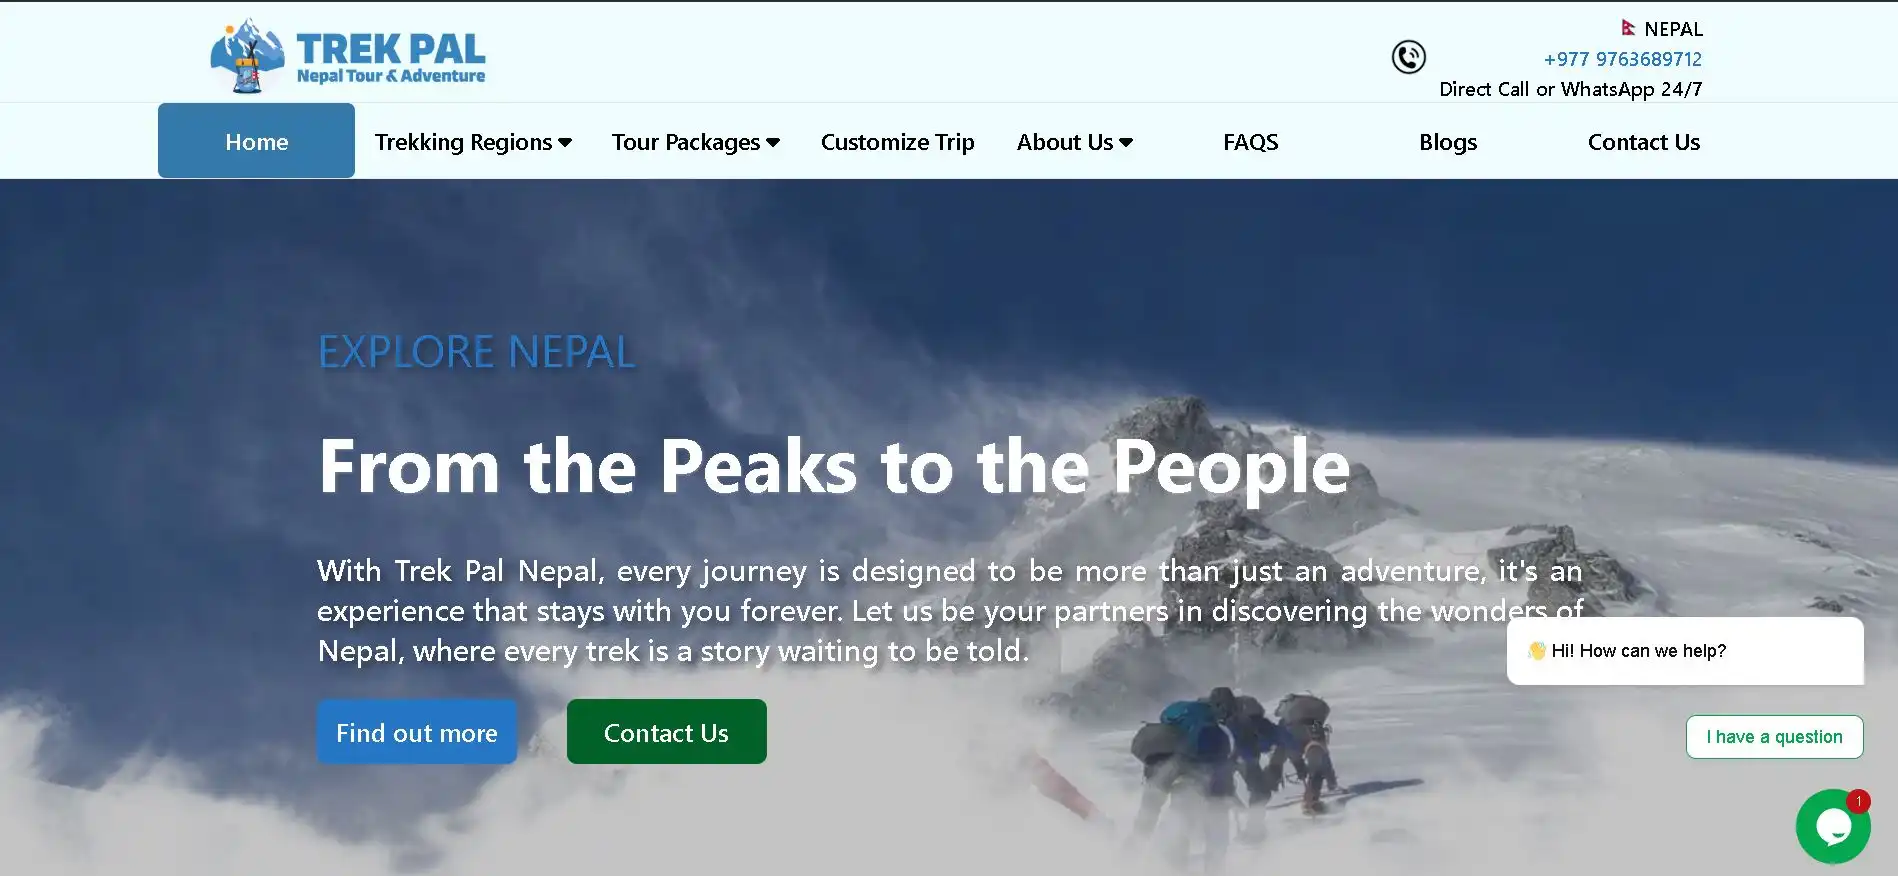 TREK PAL
Nepal Tour & Adventure
NEPAL
+977 9763689712
Direct Call or WhatsApp 24/7
Home
Trekking Regions
Tour Packages
Customize Trip
About Us
FAQS
Blogs
Contact Us
EXPLORE NEPAL
From the Peaks to the People
With Trek Pal Nepal, every journey is designed to be more than just an adventure, it's an
experience that stays with you forever. Let us be your partners in discovering the wonders of
Nepal, where every trek is a story waiting to be told.
Find out more
Contact Us
👋 Hi! How can we help?
I have a question
1